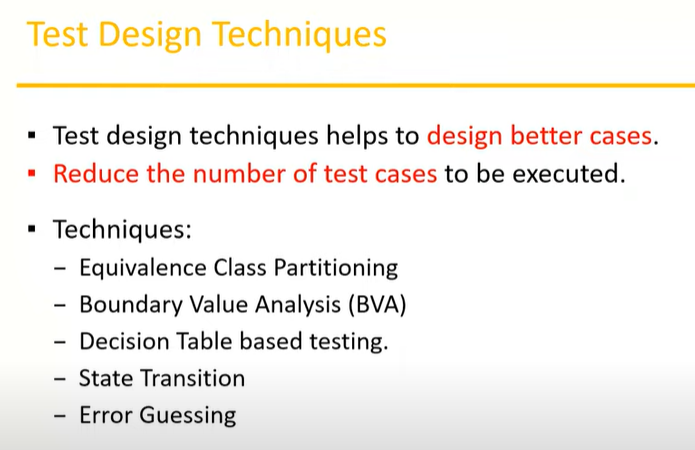 Test Design Techniques
▪ Test design techniques helps to design better cases.
▪ Reduce the number of test cases to be executed.
▪ Techniques:
– Equivalence Class Partitioning
– Boundary Value Analysis (BVA)
– Decision Table based testing.
– State Transition
– Error Guessing